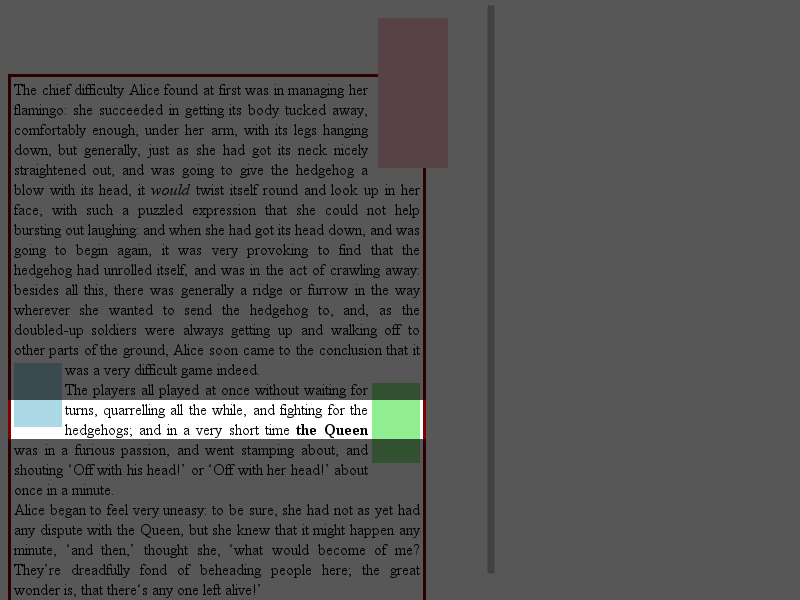 The chief difficulty Alice found at first was in managing her
flamingo: she succeeded in getting its body tucked away,
comfortably enough, under her arm, with its legs hanging
down, but generally, just as she had got its neck nicely
straightened out, and was going to give the hedgehog a
blow with its head, it would twist itself round and look up in her
face, with such a puzzled expression that she could not help
bursting out laughing: and when she had got its head down, and was
going to begin again, it was very provoking to find that the
hedgehog had unrolled itself, and was in the act of crawling away:
besides all this, there was generally a ridge or furrow in the way
wherever she wanted to send the hedgehog to, and, as the
doubled-up soldiers were always getting up and walking off to
other parts of the ground, Alice soon came to the conclusion that it
was a very difficult game indeed.
The players all played at once without waiting for
turns, quarrelling all the while, and fighting for the
hedgehogs; and in a very short time the Queen
was in a furious passion, and went stamping about, and
shouting ‘Off with his head!’ or ‘Off with her head!’ about
once in a minute.
Alice began to feel very uneasy: to be sure, she had not as yet had
any dispute with the Queen, but she knew that it might happen any
minute, ‘and then,’ thought she, ‘what would become of me?
They’re dreadfully fond of beheading people here; the great
wonder is, that there’s any one left alive!’